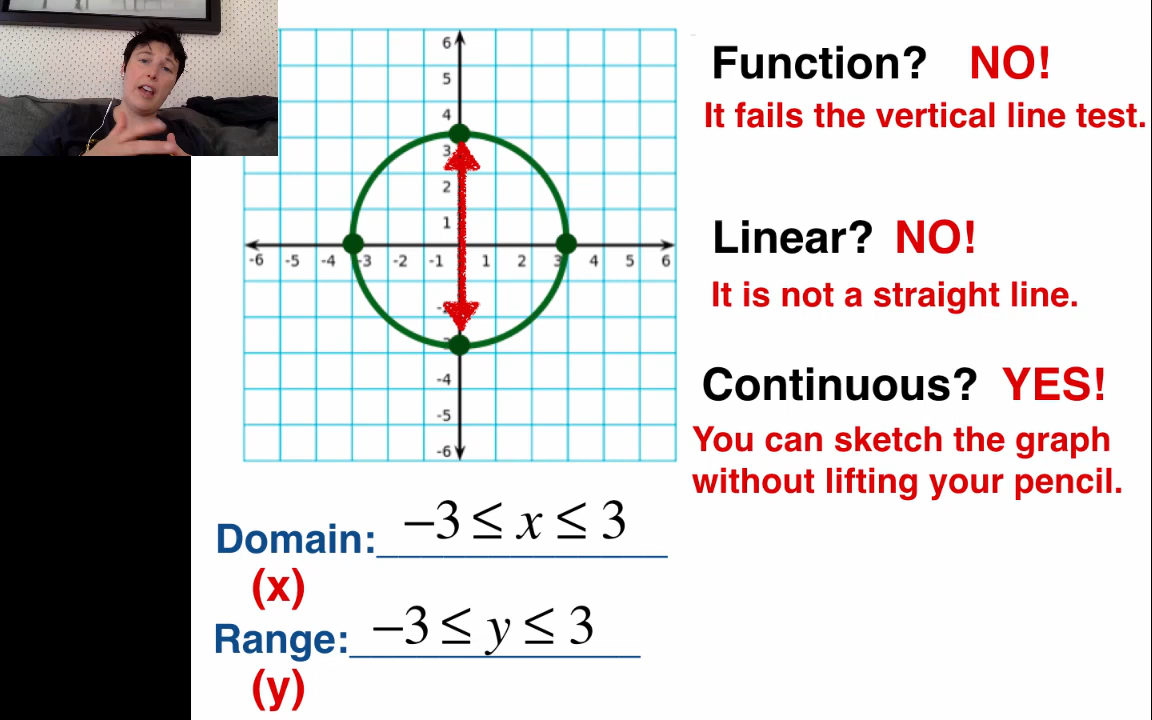 Function? NO!
It fails the vertical line test.
6
5
4
3
2
1
-6 -5 -4 -3 -2 -1 1 2 3 4 5 6
-4
-5
-6
Linear? NO!
It is not a straight line.
Continuous? YES!
You can sketch the graph
without lifting your pencil.
Domain: −3 ≤ x ≤ 3
(x)
Range: −3 ≤ y ≤ 3
(y)